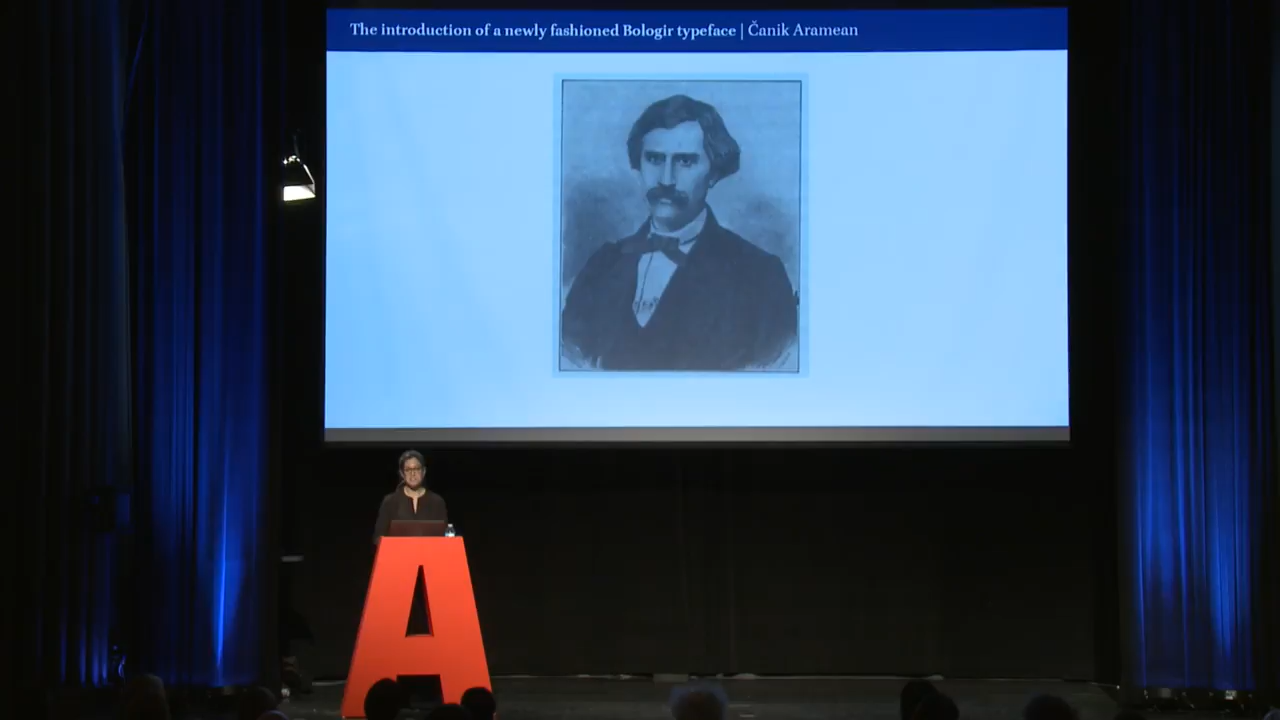 The introduction of a newly fashioned Bologir typeface | Čanik Aramean
A